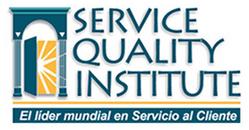 SERVICE
QUALITY
INSTITUTE
El líder mundial en Servicio al Cliente